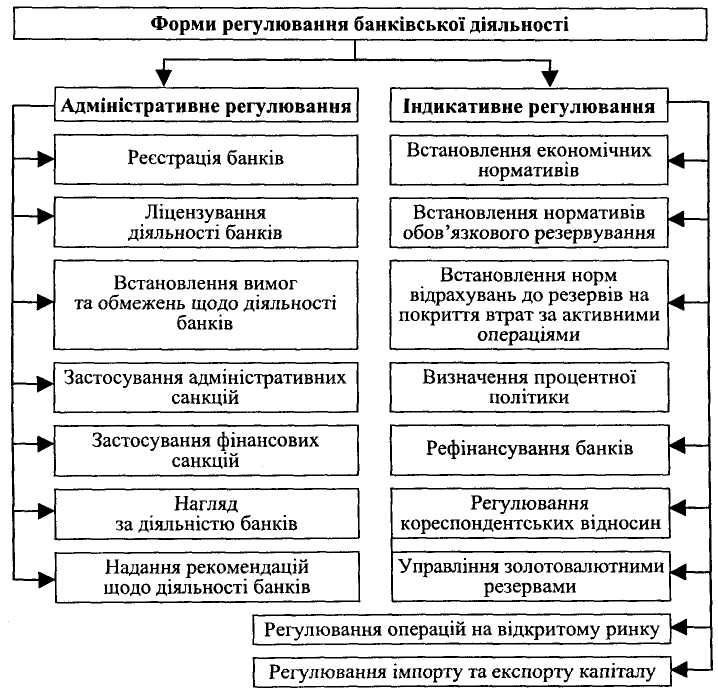 Форми регулювання банківської діяльності
Адміністративне регулювання
Реєстрація банків
Ліцензування
діяльності банків
Встановлення вимог
та обмежень щодо діяльності
банків
Застосування адміністративних
санкцій
Застосування фінансових
санкцій
Нагляд
за діяльністю банків
Надання рекомендацій
щодо діяльності банків
Індикативне регулювання
Встановлення економічних
нормативів
Встановлення нормативів
обов’язкового резервування
Встановлення норм
відрахувань до резервів на
покриття втрат за активними
операціями
Визначення процентної
політики
Рефінансування банків
Регулювання
кореспондентських відносин
Управління золотовалютними
резервами
Регулювання операцій на відкритому ринку
Регулювання імпорту та експорту капіталу